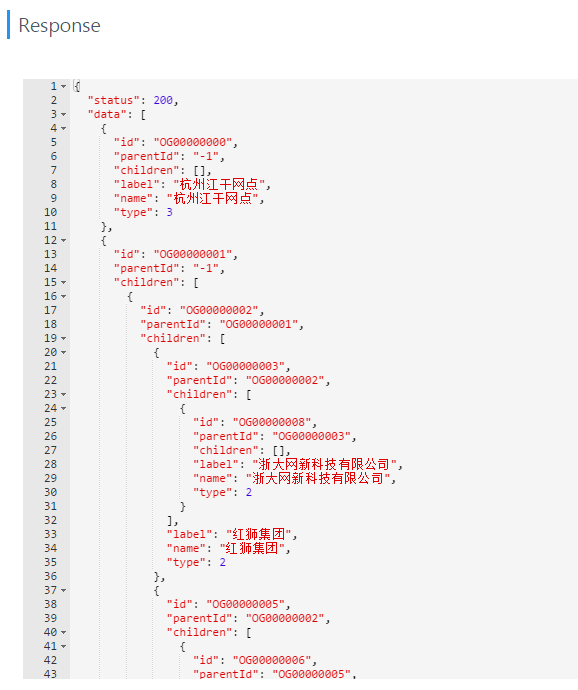 Response
1 {
2 "status": 200,
3 "data": [
4 {
5 "id": "OG00000000",
6 "parentId": "-1",
7 "children": [],
8 "label": "杭州江干网点",
9 "name": "杭州江干网点",
10 "type": 3
11 },
12 {
13 "id": "OG00000001",
14 "parentId": "-1",
15 "children": [
16 {
17 "id": "OG00000002",
18 "parentId": "OG00000001",
19 "children": [
20 {
21 "id": "OG00000003",
22 "parentId": "OG00000002",
23 "children": [
24 {
25 "id": "OG00000008",
26 "parentId": "OG00000003",
27 "children": [],
28 "label": "浙大网新科技有限公司",
29 "name": "浙大网新科技有限公司",
30 "type": 2
31 }
32 ],
33 "label": "红狮集团",
34 "name": "红狮集团",
35 "type": 2
36 },
37 {
38 "id": "OG00000005",
39 "parentId": "OG00000002",
40 "children": [
41 {
42 "id": "OG00000006",
43 "parentId": "OG00000005",